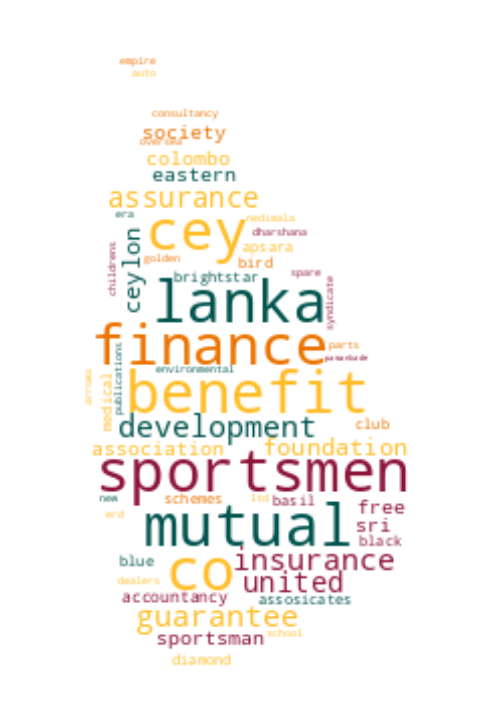 empire
auto
consultancy
society
oversea
colombo
eastern
assurance
era
cey
nedimala
dharshana
apsara
ceylon
golden
bird
childrens
brightstar
spare
lanka
syndicate
finance
parts
publications
environmental
arrows
medical
benefit
development
club
association
foundation
sportsmen
new
schemes
ltd
basil
free
erd
mutual
sri
black
blue
co
insurance
dealers
united
accountancy
assosicates
guarantee
sportsman
school
diamond